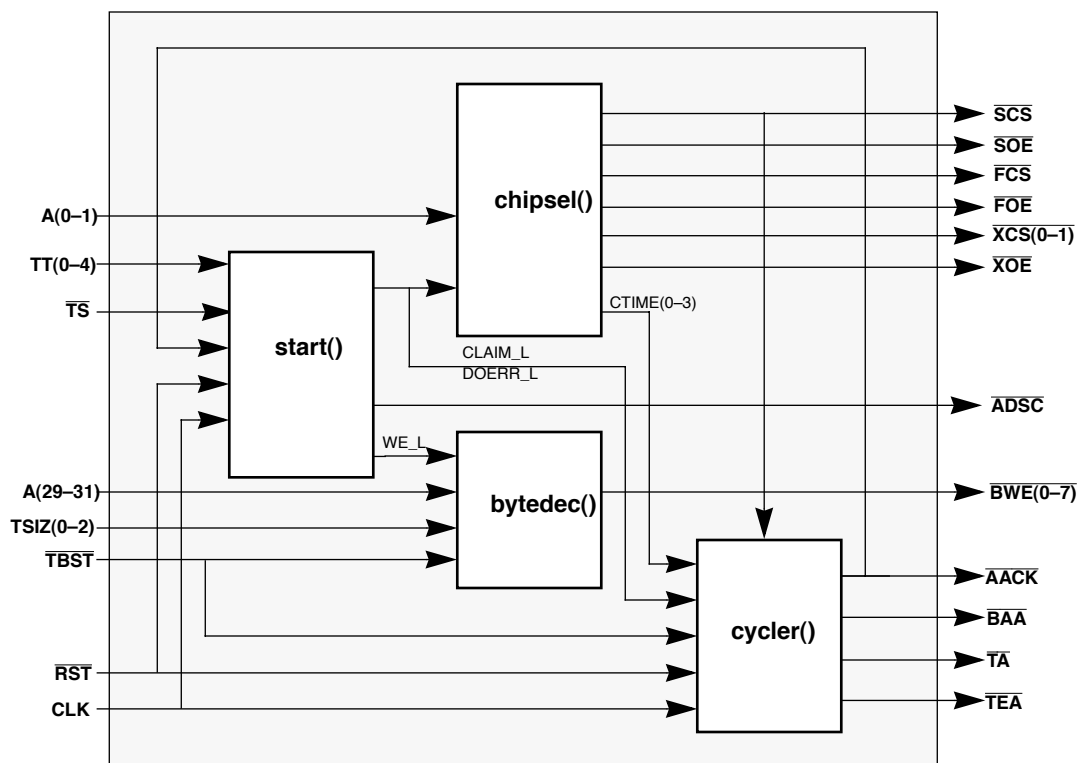 SCS
SOE
FCS
chipsel()
FOE
A(0–1)
XCS(0–1)
TT(0–4)
XOE
CTIME(0–3)
TS
start()
CLAIM_L
DOERR_L
ADSC
WE_L
A(29–31)
bytedec()
BWE(0–7)
TSIZ(0–2)
TBST
AACK
BAA
cycler()
TA
RST
TEA
CLK